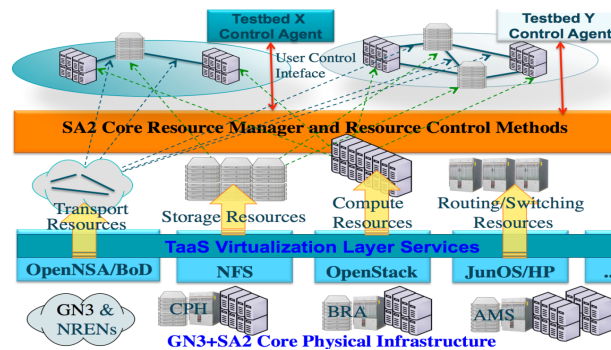 Testbed X
Control Agent
Testbed Y
Control Agent
User Control
Inteface
SA2 Core Resource Manager and Resource Control Methods
Transport
Resources
Storage Resources
Compute
Resources
Routing/Switching
Resources
TaaS Virtualization Layer Services
OpenNSA/BoD
NFS
OpenStack
JunOS/HP
..
GN3 &
NRENs
CPH
BRA
AMS
GN3+SA2 Core Physical Infrastructure